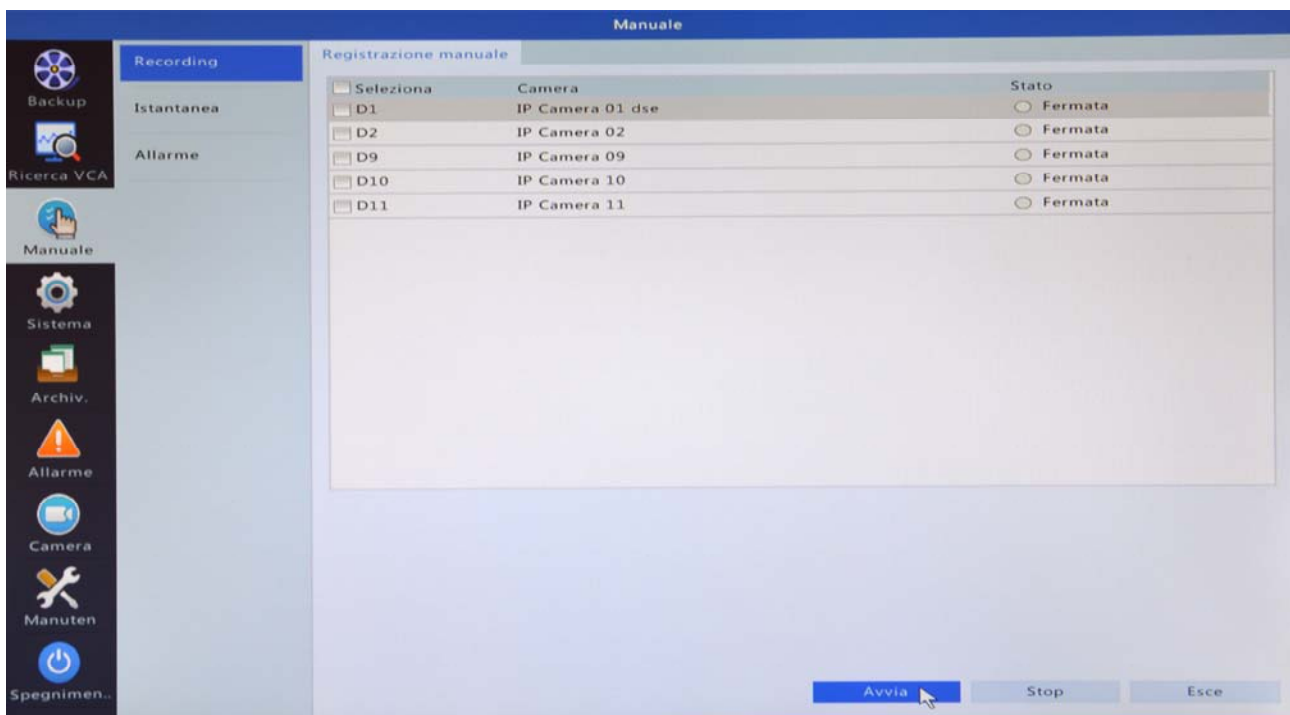 Manuale
Backup
Ricerca VCA
Manuale
Sistema
Archiv.
Allarme
Camera
Manuten
Spegnimen..
Recording
Istantanea
Allarme
Registrazione manuale
Seleziona Camera Stato
D1 IP Camera 01 dse Fermata
D2 IP Camera 02 Fermata
D9 IP Camera 09 Fermata
D10 IP Camera 10 Fermata
D11 IP Camera 11 Fermata
Avvia Stop Esce